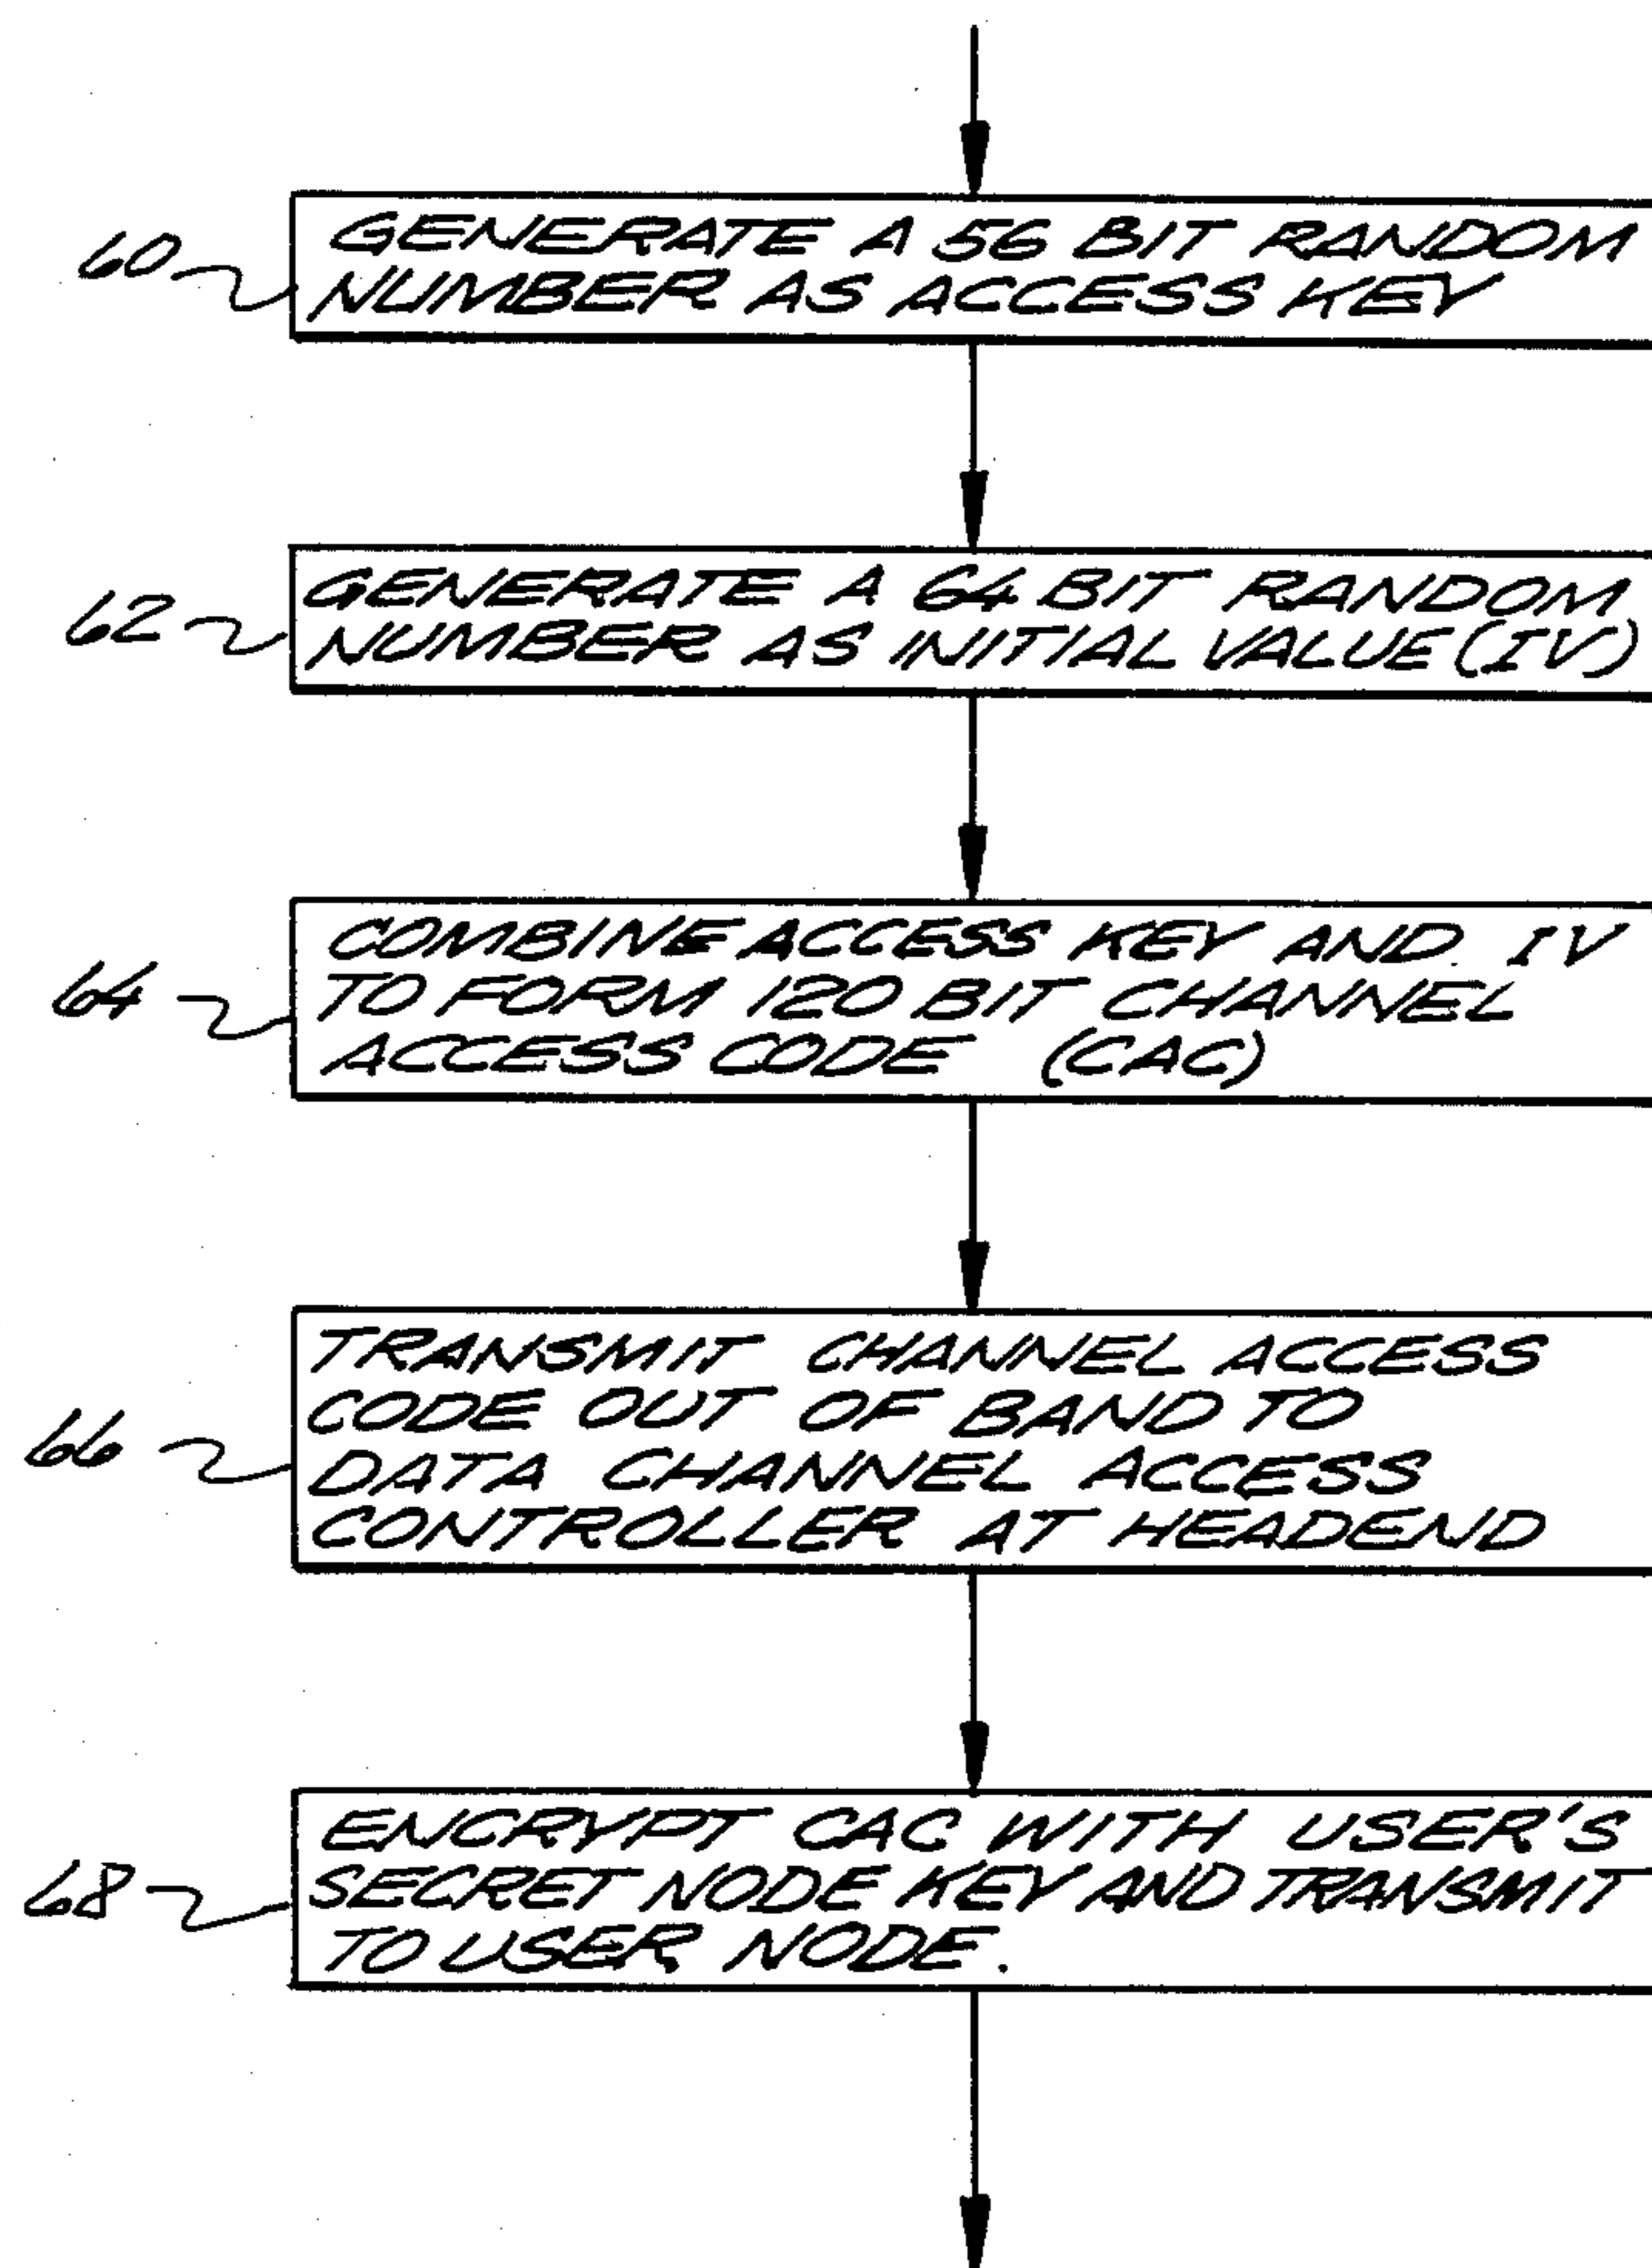 60
GENERATE A 56 BIT RANDOM
NUMBER AS ACCESS KEY
62
GENERATE A 64 BIT RANDOM
NUMBER AS INITIAL VALUE (IV)
64
COMBINE ACCESS KEY AND IV
TO FORM 120 BIT CHANNEL
ACCESS CODE (CAC)
66
TRANSMIT CHANNEL ACCESS
CODE OUT OF BAND TO
DATA CHANNEL ACCESS
CONTROLLER AT HEADEND
68
ENCRYPT CAC WITH USER'S
SECRET NODE KEY AND TRANSMIT
TO USER NODE.